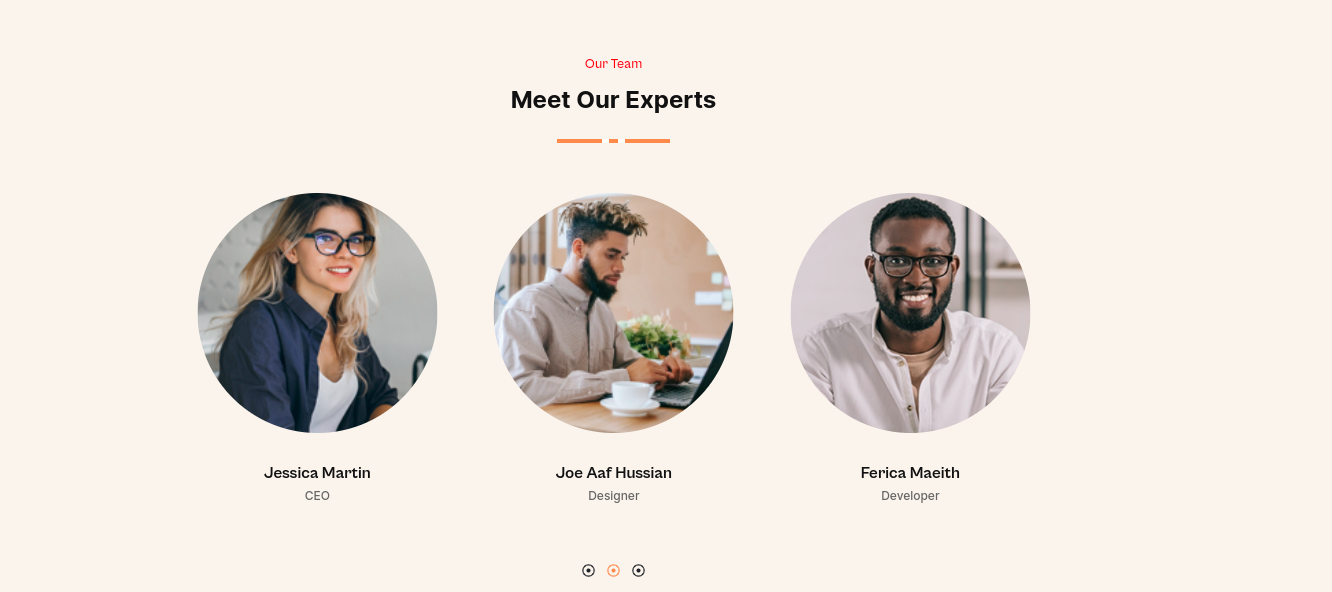 Our Team
Meet Our Experts
Jessica Martin
CEO
Joe Aaf Hussian
Designer
Ferica Maeith
Developer